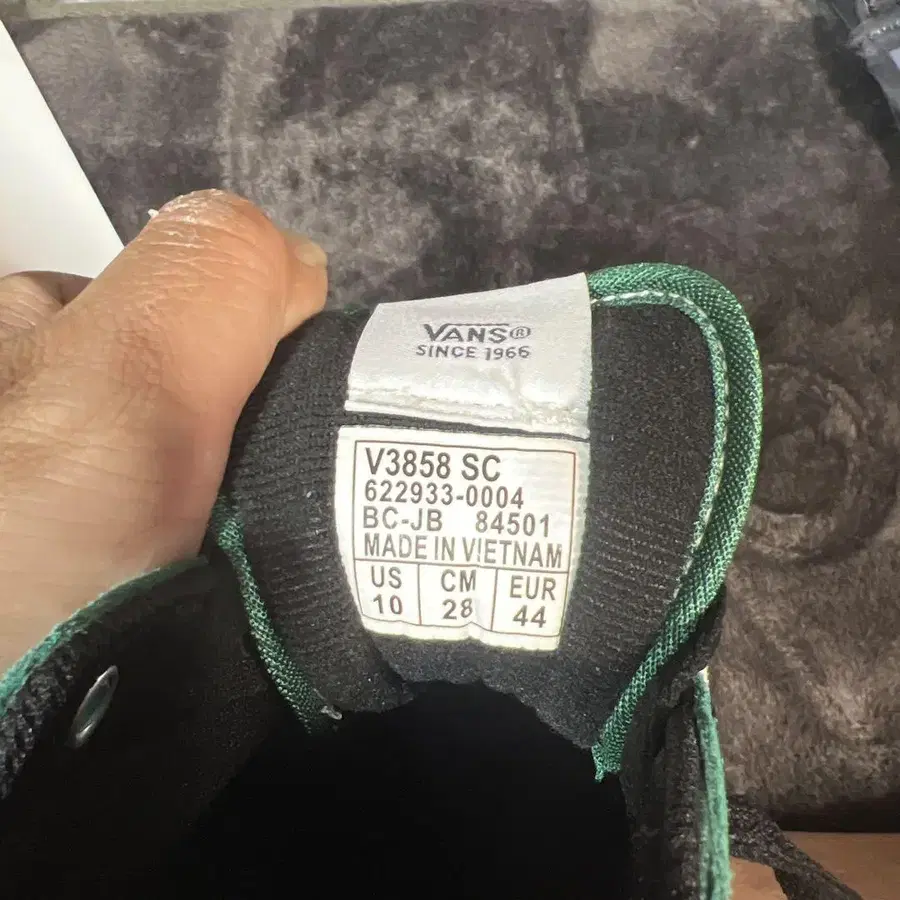 VANS®
SINCE 1966
V3858 SC
622933-0004
BC-JB 84501
MADE IN VIETNAM
US CM EUR
10 28 44